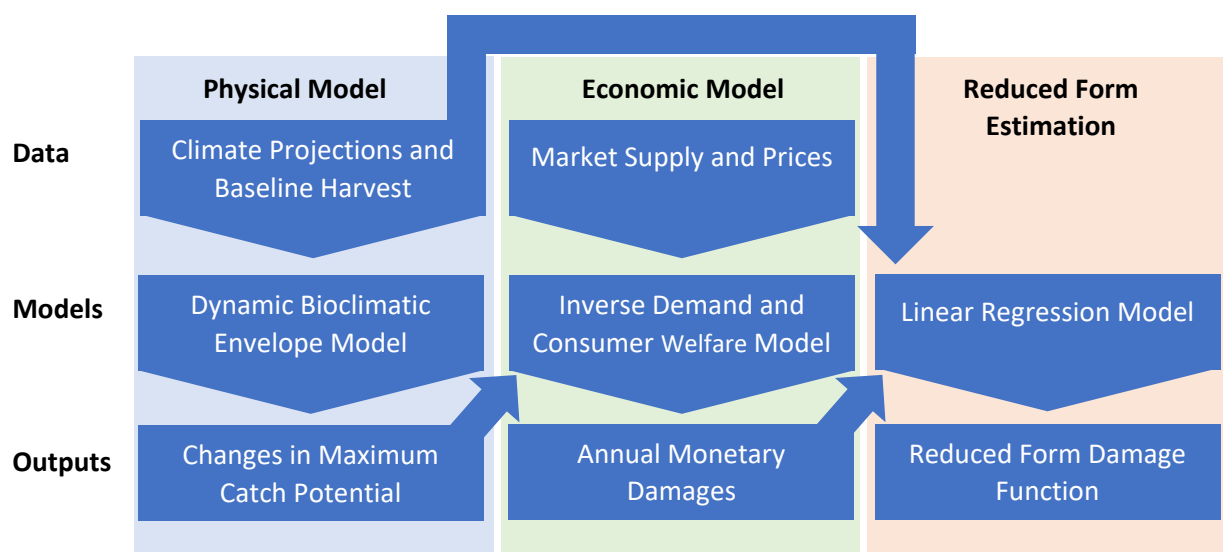 Physical Model
Economic Model
Reduced Form
Estimation
Data
Climate Projections and
Baseline Harvest
Market Supply and Prices
Models
Dynamic Bioclimatic
Envelope Model
Inverse Demand and
Consumer Welfare Model
Linear Regression Model
Outputs
Changes in Maximum
Catch Potential
Annual Monetary
Damages
Reduced Form Damage
Function